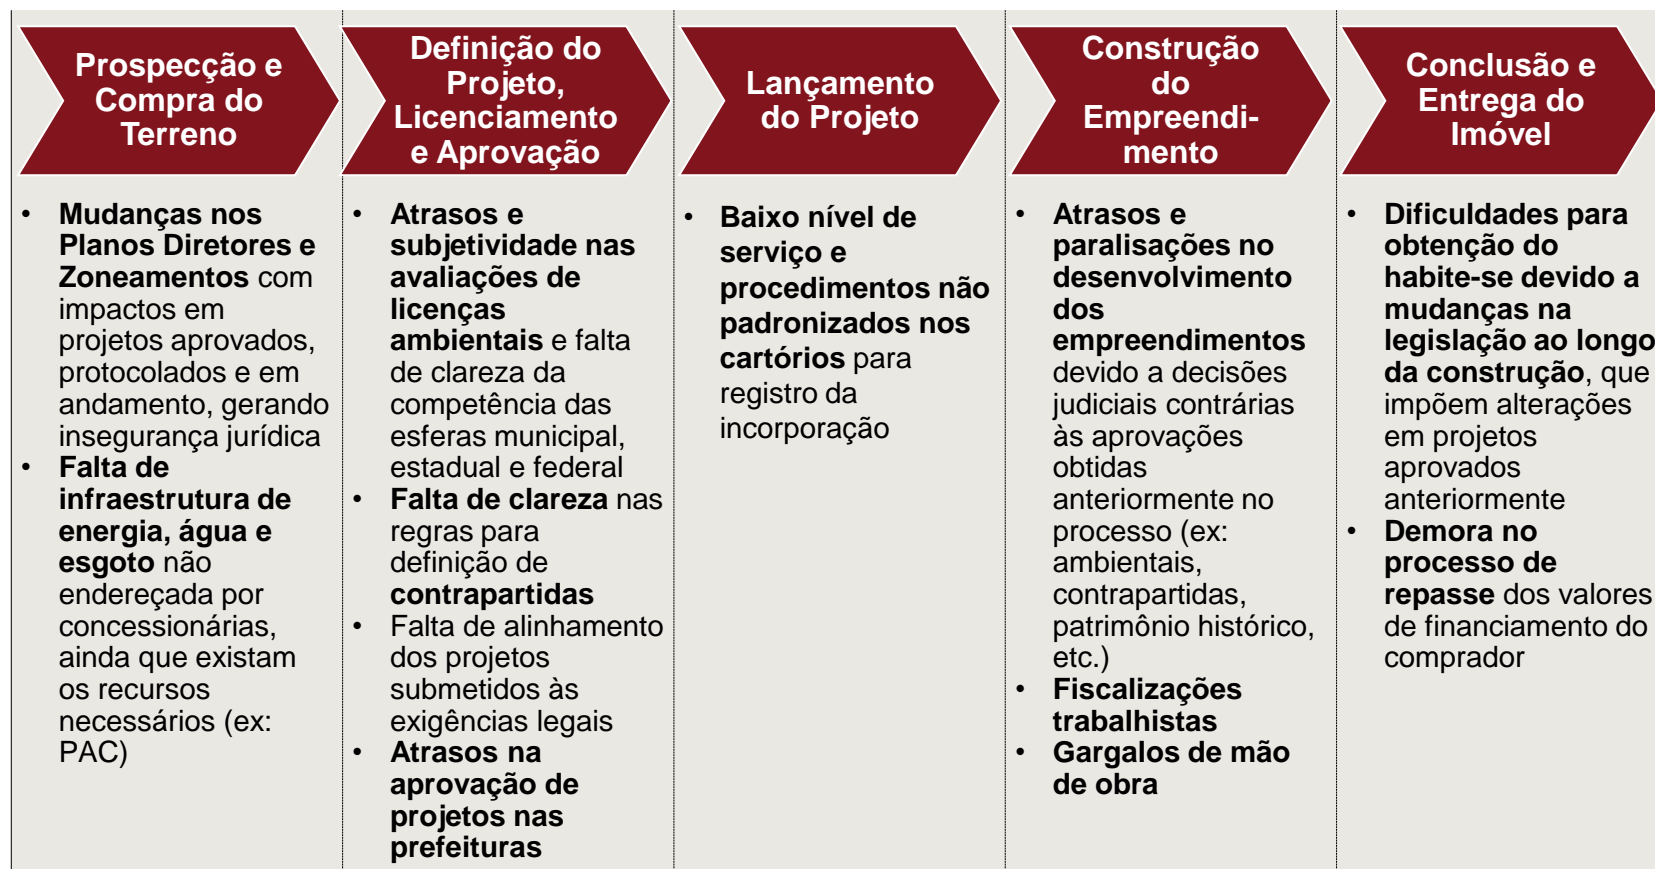 Prospecção e
Compra do
Terreno
Definição do
Projeto,
Licenciamento
e Aprovação
Lançamento
do Projeto
Construção
do
Empreendi-
mento
Conclusão e
Entrega do
Imóvel
• Mudanças nos
Planos Diretores e
Zoneamentos com
impactos em
projetos aprovados,
protocolados e em
andamento, gerando
insegurança jurídica
• Falta de
infraestrutura de
energia, água e
esgoto não
endereçada por
concessionárias,
ainda que existam
os recursos
necessários (ex:
PAC)
• Atrasos e
subjetividade nas
avaliações de
licenças
ambientais e falta
de clareza da
competência das
esferas municipal,
estadual e federal
• Falta de clareza nas
regras para
definição de
contrapartidas
• Falta de alinhamento
dos projetos
submetidos às
exigências legais
• Atrasos na
aprovação de
projetos nas
prefeituras
• Baixo nível de
serviço e
procedimentos não
padronizados nos
cartórios para
registro da
incorporação
• Atrasos e
paralisações no
desenvolvimento
dos
empreendimentos
devido a decisões
judiciais contrárias
às aprovações
obtidas
anteriormente no
processo (ex:
ambientais,
contrapartidas,
patrimônio histórico,
etc.)
• Fiscalizações
trabalhistas
• Gargalos de mão
de obra
• Dificuldades para
obtenção do
habite-se devido a
mudanças na
legislação ao longo
da construção, que
impõem alterações
em projetos
aprovados
anteriormente
• Demora no
processo de
repasse dos valores
de financiamento do
comprador